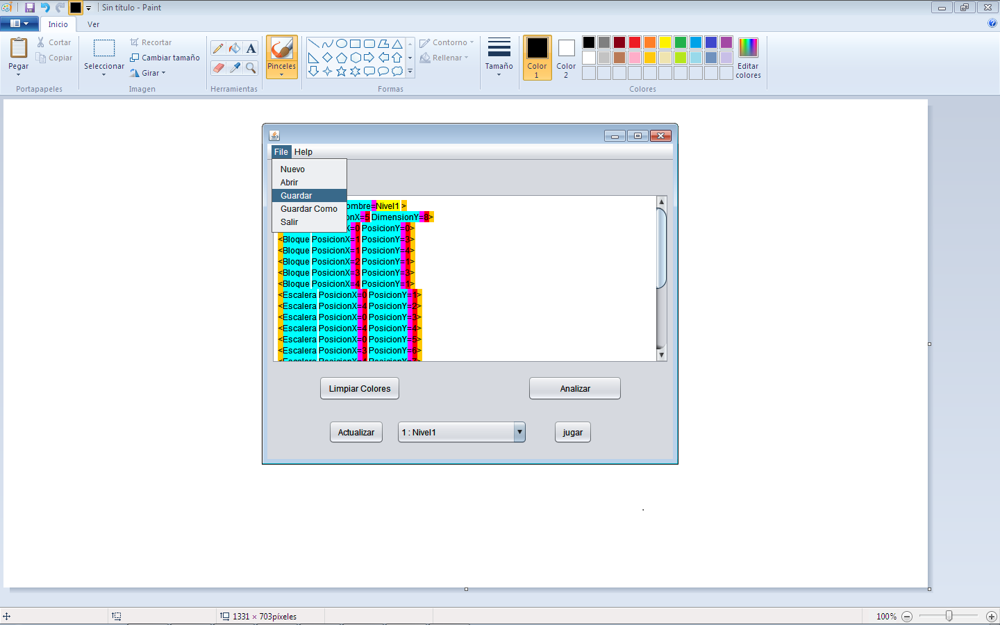 Sin título - Paint
Inicio Ver
Pegar
Cortar
Copiar
Portapapeles
Seleccionar
Recortar
Cambiar tamaño
Girar
Imagen
A
Herramientas
Pinceles
Contorno
Rellenar
Formas
Tamaño
Color 1
Color 2
Editar colores
Colores
File Help
Nuevo
Abrir
Guardar
Guardar Como
Salir
ombre=Nivel1 >
onX=5 DimensionY=8>
X=0 PosicionY=0>
<Bloque PosicionX=1 PosicionY=3>
<Bloque PosicionX=1 PosicionY=4>
<Bloque PosicionX=2 PosicionY=1>
<Bloque PosicionX=3 PosicionY=3>
<Bloque PosicionX=4 PosicionY=1>
<Escalera PosicionX=0 PosicionY=1>
<Escalera PosicionX=4 PosicionY=2>
<Escalera PosicionX=0 PosicionY=3>
<Escalera PosicionX=4 PosicionY=4>
<Escalera PosicionX=0 PosicionY=5>
<Escalera PosicionX=3 PosicionY=6>
<Escalera PosicionX=4 PosicionY=7>
Limpiar Colores Analizar
Actualizar 1 : Nivel1 jugar
1331 × 703píxeles 100%